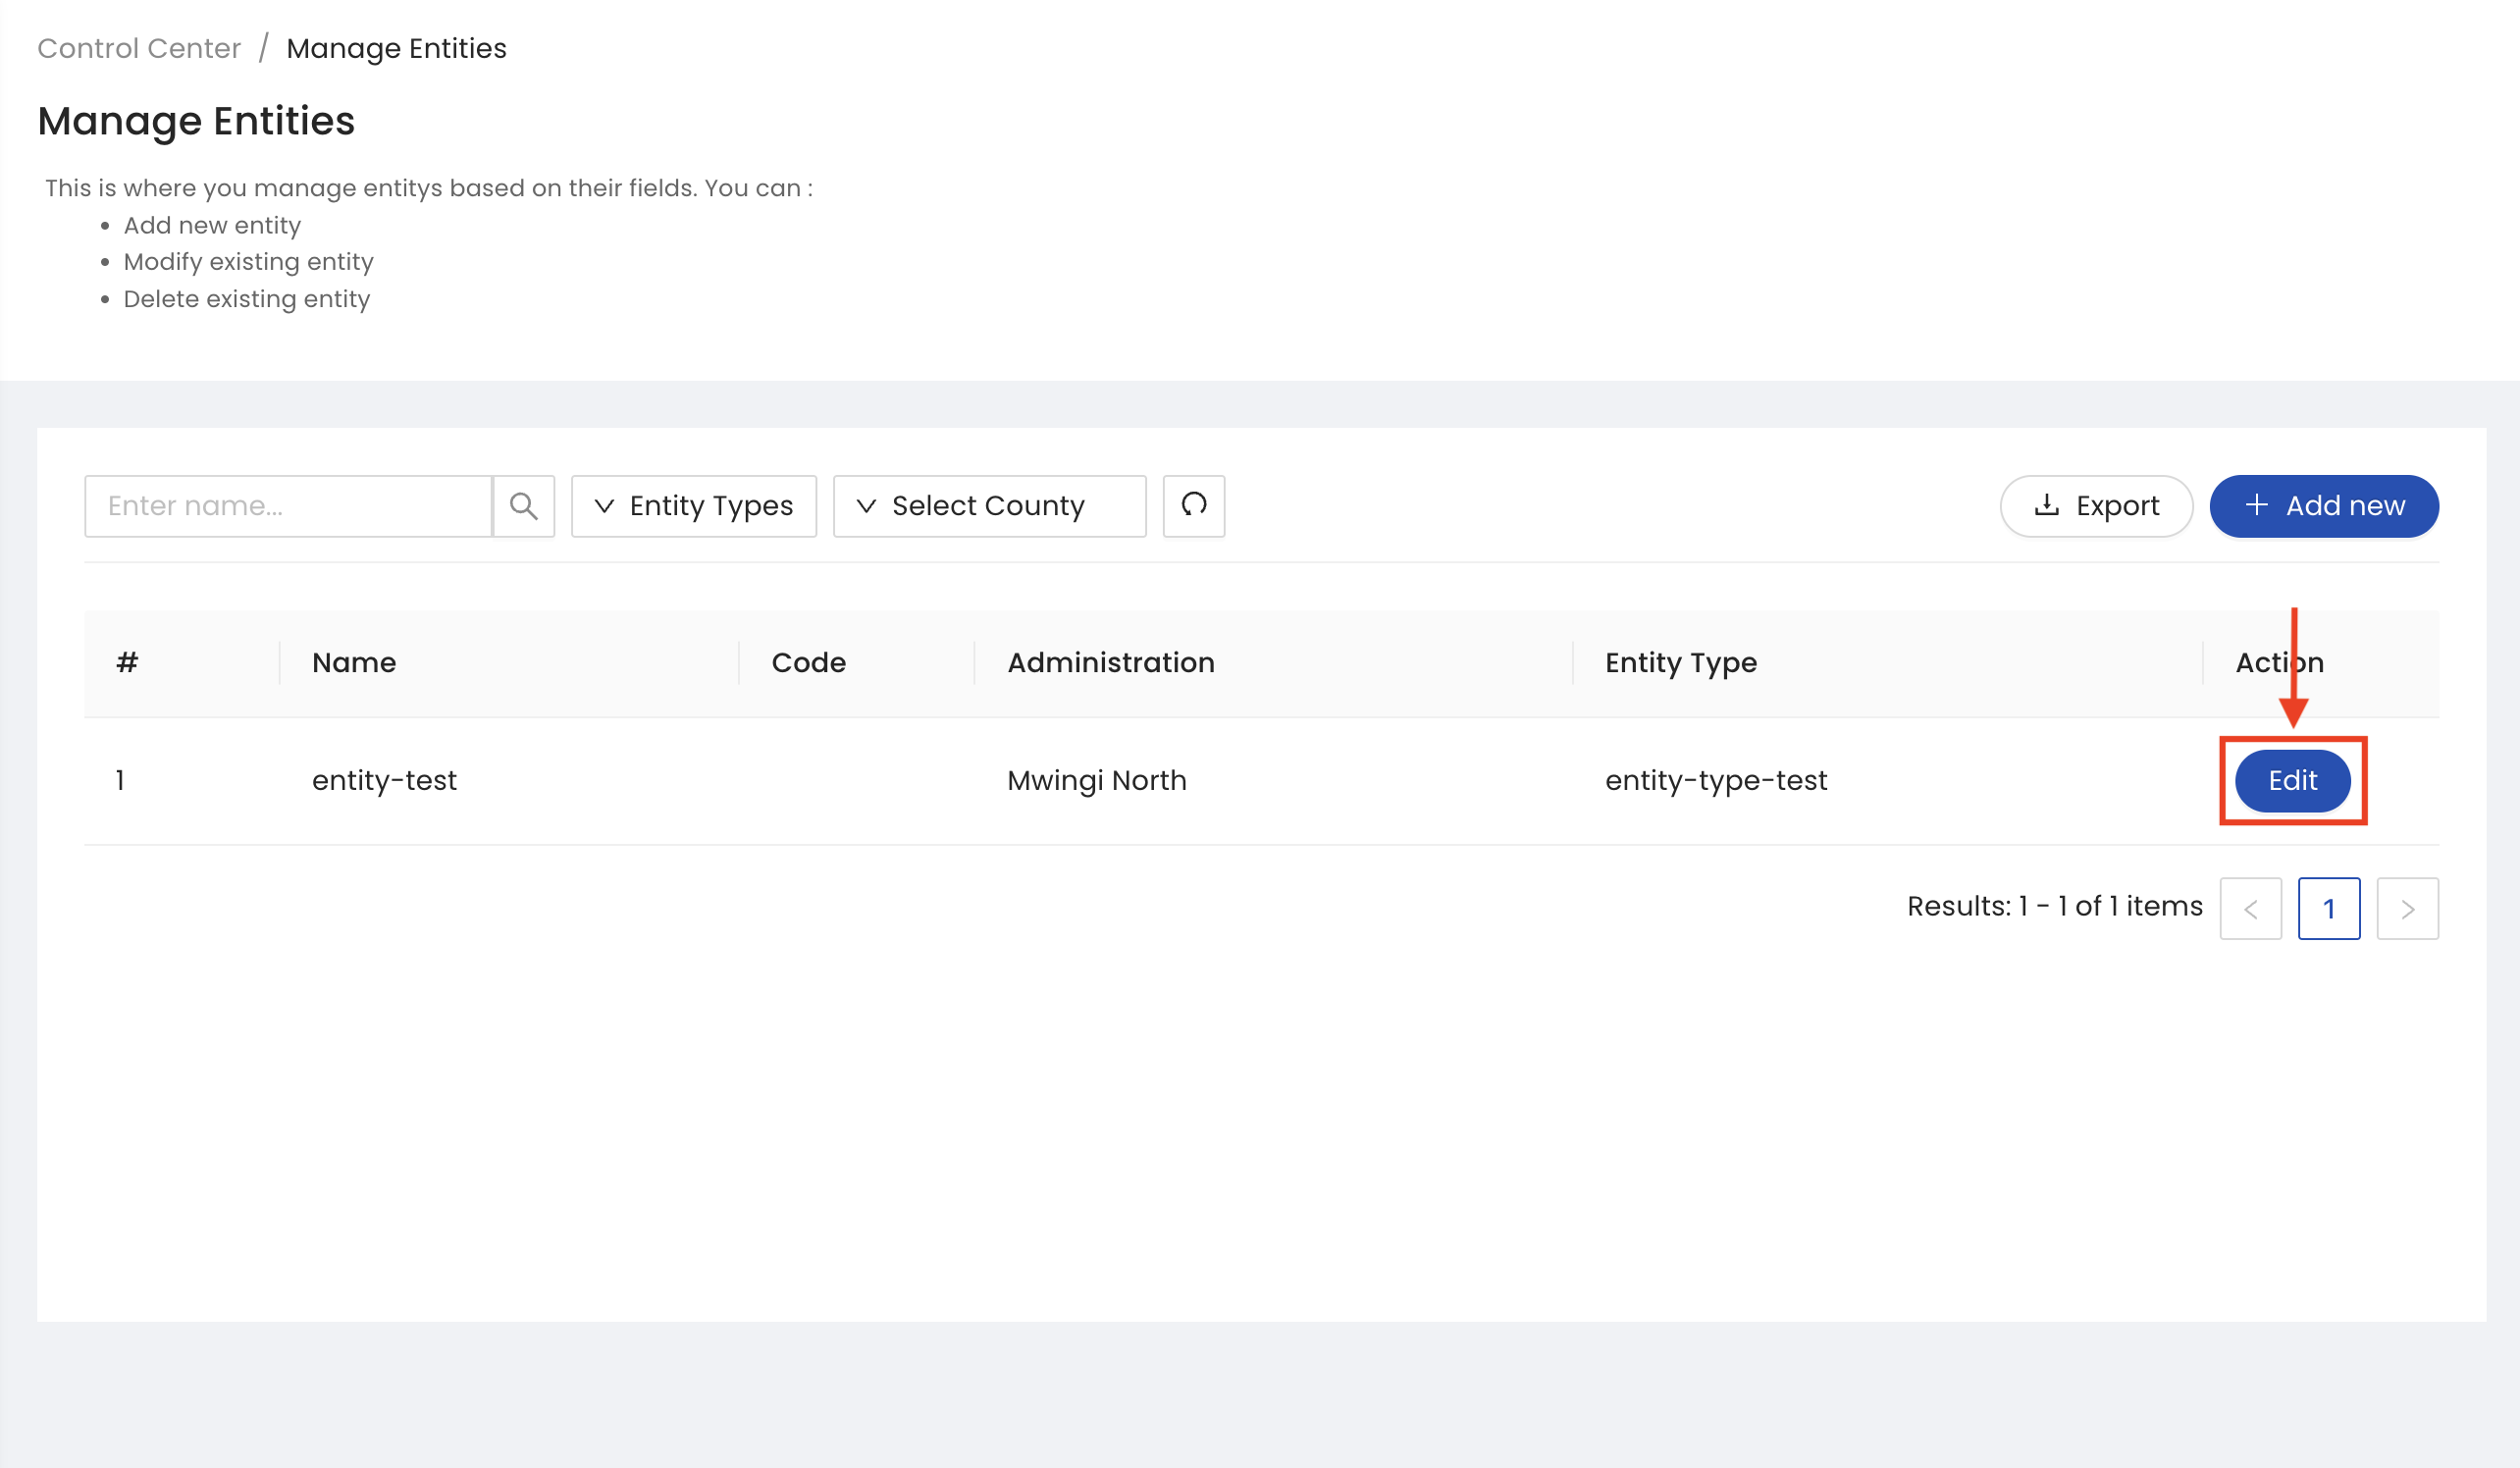 Control Center / Manage Entities
Manage Entities
This is where you manage entitys based on their fields. You can :
• Add new entity
• Modify existing entity
• Delete existing entity
Enter name... Entity Types Select County Export + Add new
# Name Code Administration Entity Type Action
1 entity-test Mwingi North entity-type-test Edit
Results: 1 - 1 of 1 items < 1 >